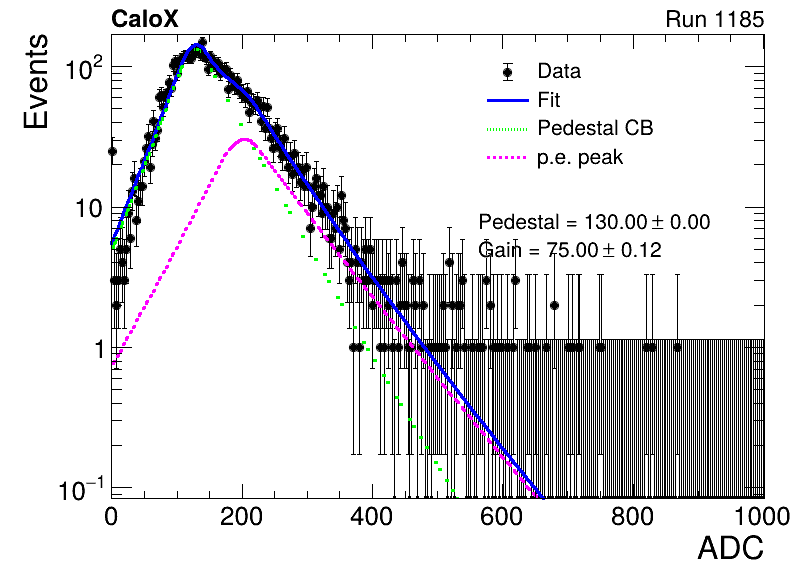 CaloX Run 1185
Events
10²
10
1
10⁻¹
Data
Fit
Pedestal CB
p.e. peak
Pedestal = 130.00 ± 0.00
Gain = 75.00 ± 0.12
0 200 400 600 800 1000
ADC